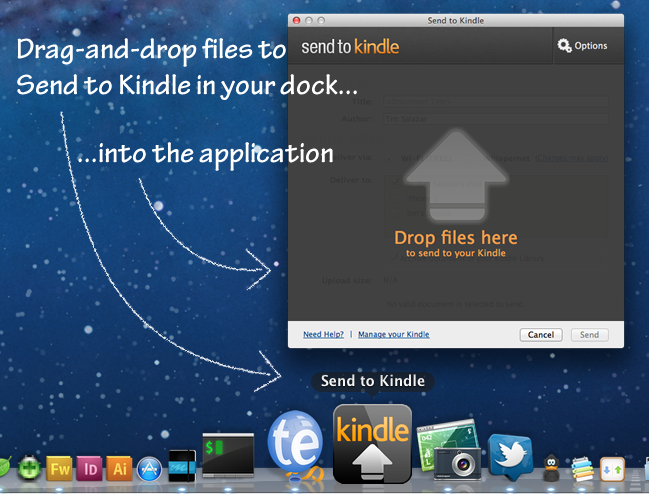 Send to Kindle
send to kindle
Options
Drag-and-drop files to
Send to Kindle in your dock...
...into the application
Title:
Author:
Deliver to:
Drop files here
to send to your Kindle
Upload size:
Need Help? | Manage your Kindle
Cancel
Send
Send to Kindle
$
te
kindle
Fw
Id
Ai